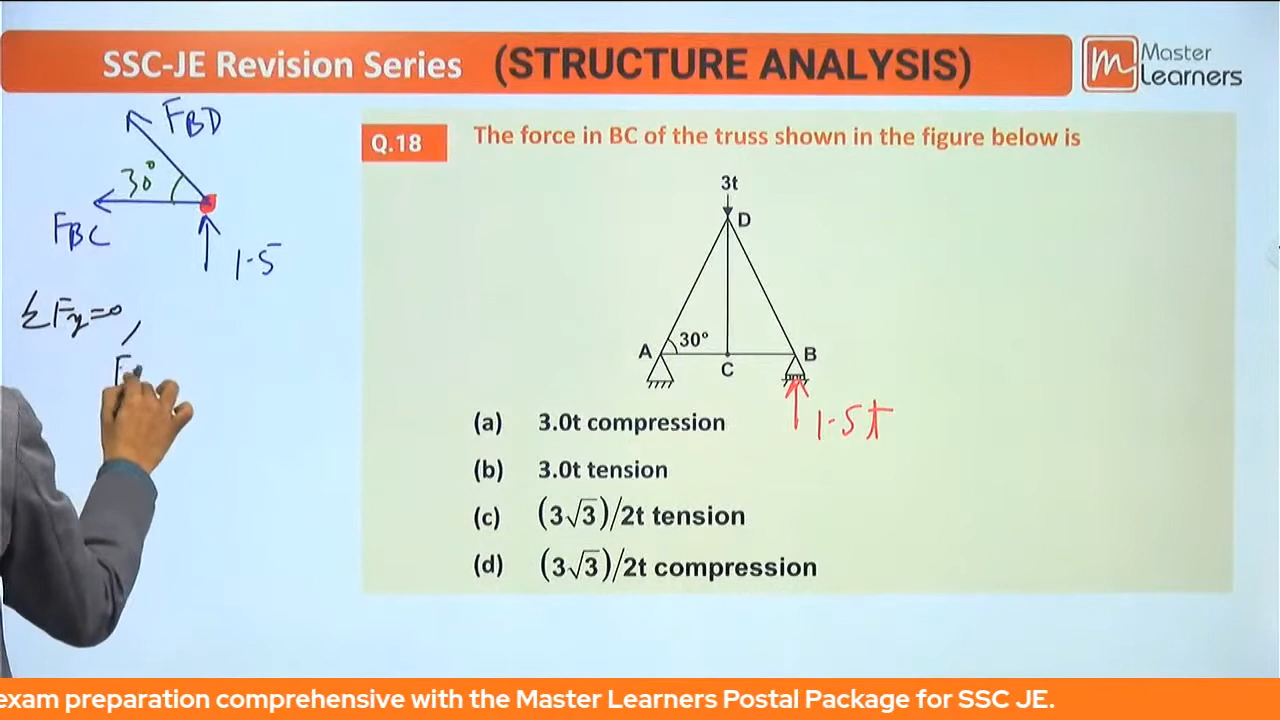 SSC-JE Revision Series (STRUCTURE ANALYSIS)
Master
Learners
Q.18 The force in BC of the truss shown in the figure below is
3t
D
A
30°
B
C
1.5t
(a) 3.0t compression
(b) 3.0t tension
(c) (3√3)/2t tension
(d) (3√3)/2t compression
FBD
30°
FBC
1.5
ΣFy=0,
exam preparation comprehensive with the Master Learners Postal Package for SSC JE.